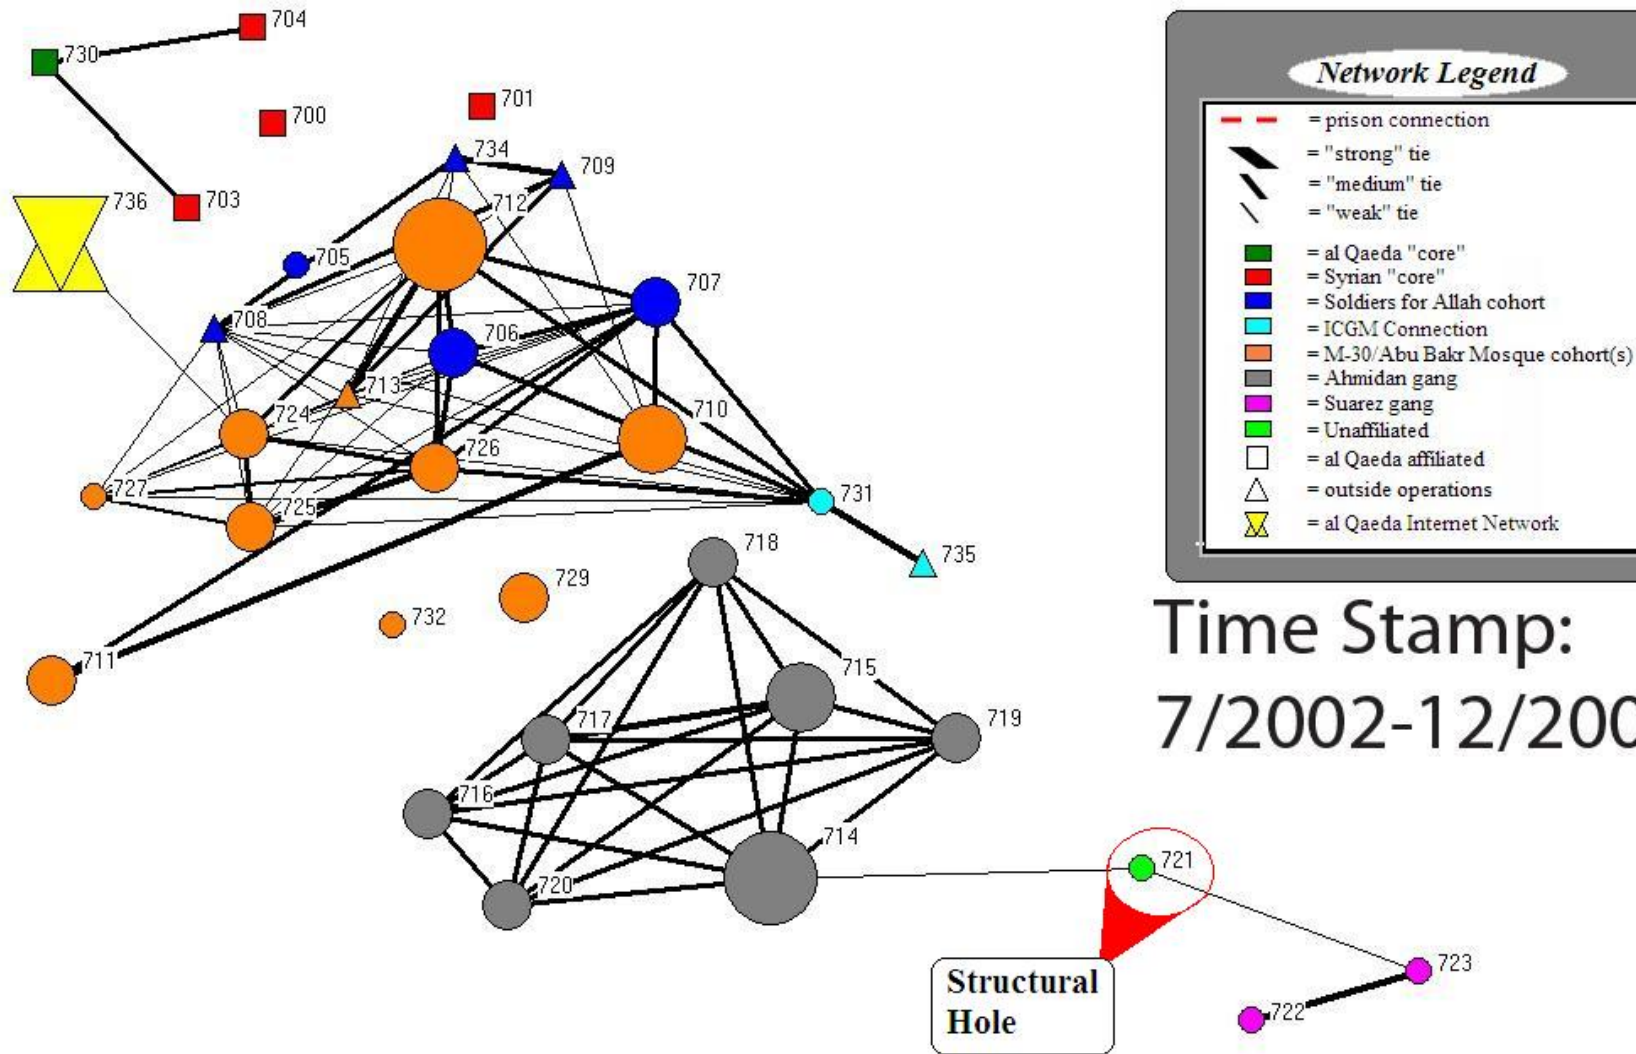 704
730
701
700
734
709
736
703
712
705
707
708
706
713
710
724
726
727
725
731
718
735
729
732
711
715
717
719
716
714
721
720
723
722
Structural
Hole
Network Legend
= prison connection
= "strong" tie
= "medium" tie
= "weak" tie
= al Qaeda "core"
= Syrian "core"
= Soldiers for Allah cohort
= ICGM Connection
= M-30/Abu Bakr Mosque cohort(s)
= Ahmidan gang
= Suarez gang
= Unaffiliated
= al Qaeda affiliated
= outside operations
= al Qaeda Internet Network
Time Stamp:
7/2002-12/200